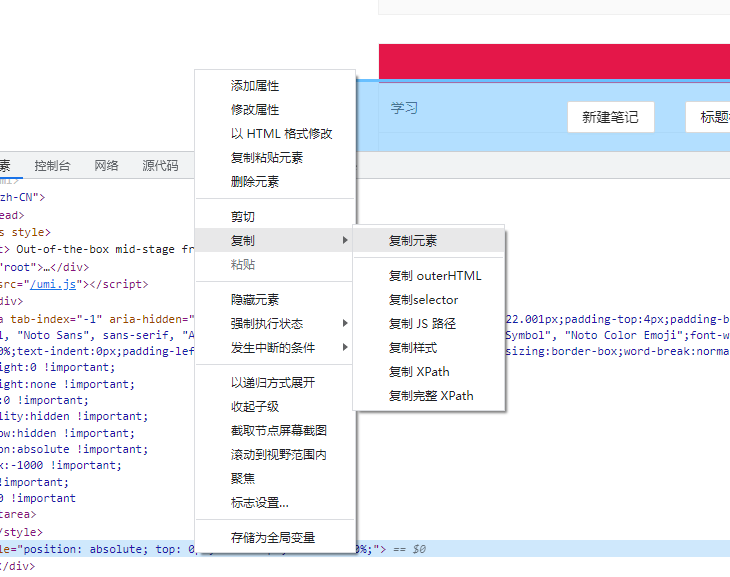 学习
新建笔记
标题
素 控制台 网络 源代码
zh-CN">
ead>
s style>
t> Out-of-the-box mid-stage fr
"root">…</div>
src="/umi.js"></script>
div>
a tab-index="-1" aria-hidden=" 22.001px;padding-top:4px;padding-b
l, "Noto Sans", sans-serif, "A Symbol", "Noto Color Emoji";font-w
0%;text-indent:0px;padding-lef sizing:border-box;word-break:norma
ight:0 !important;
ight:none !important;
:0 !important;
lity:hidden !important;
ow:hidden !important;
on:absolute !important;
x:-1000 !important;
!important;
0 !important
tarea>
/style>
le="position: absolute; top: 0 0%;"> == $0
</div>
添加属性
修改属性
以 HTML 格式修改
复制粘贴元素
删除元素
剪切
复制
粘贴
隐藏元素
强制执行状态
发生中断的条件
以递归方式展开
收起子级
截取节点屏幕截图
滚动到视野范围内
聚焦
标志设置…
存储为全局变量
复制元素
复制 outerHTML
复制selector
复制 JS 路径
复制样式
复制 XPath
复制完整 XPath